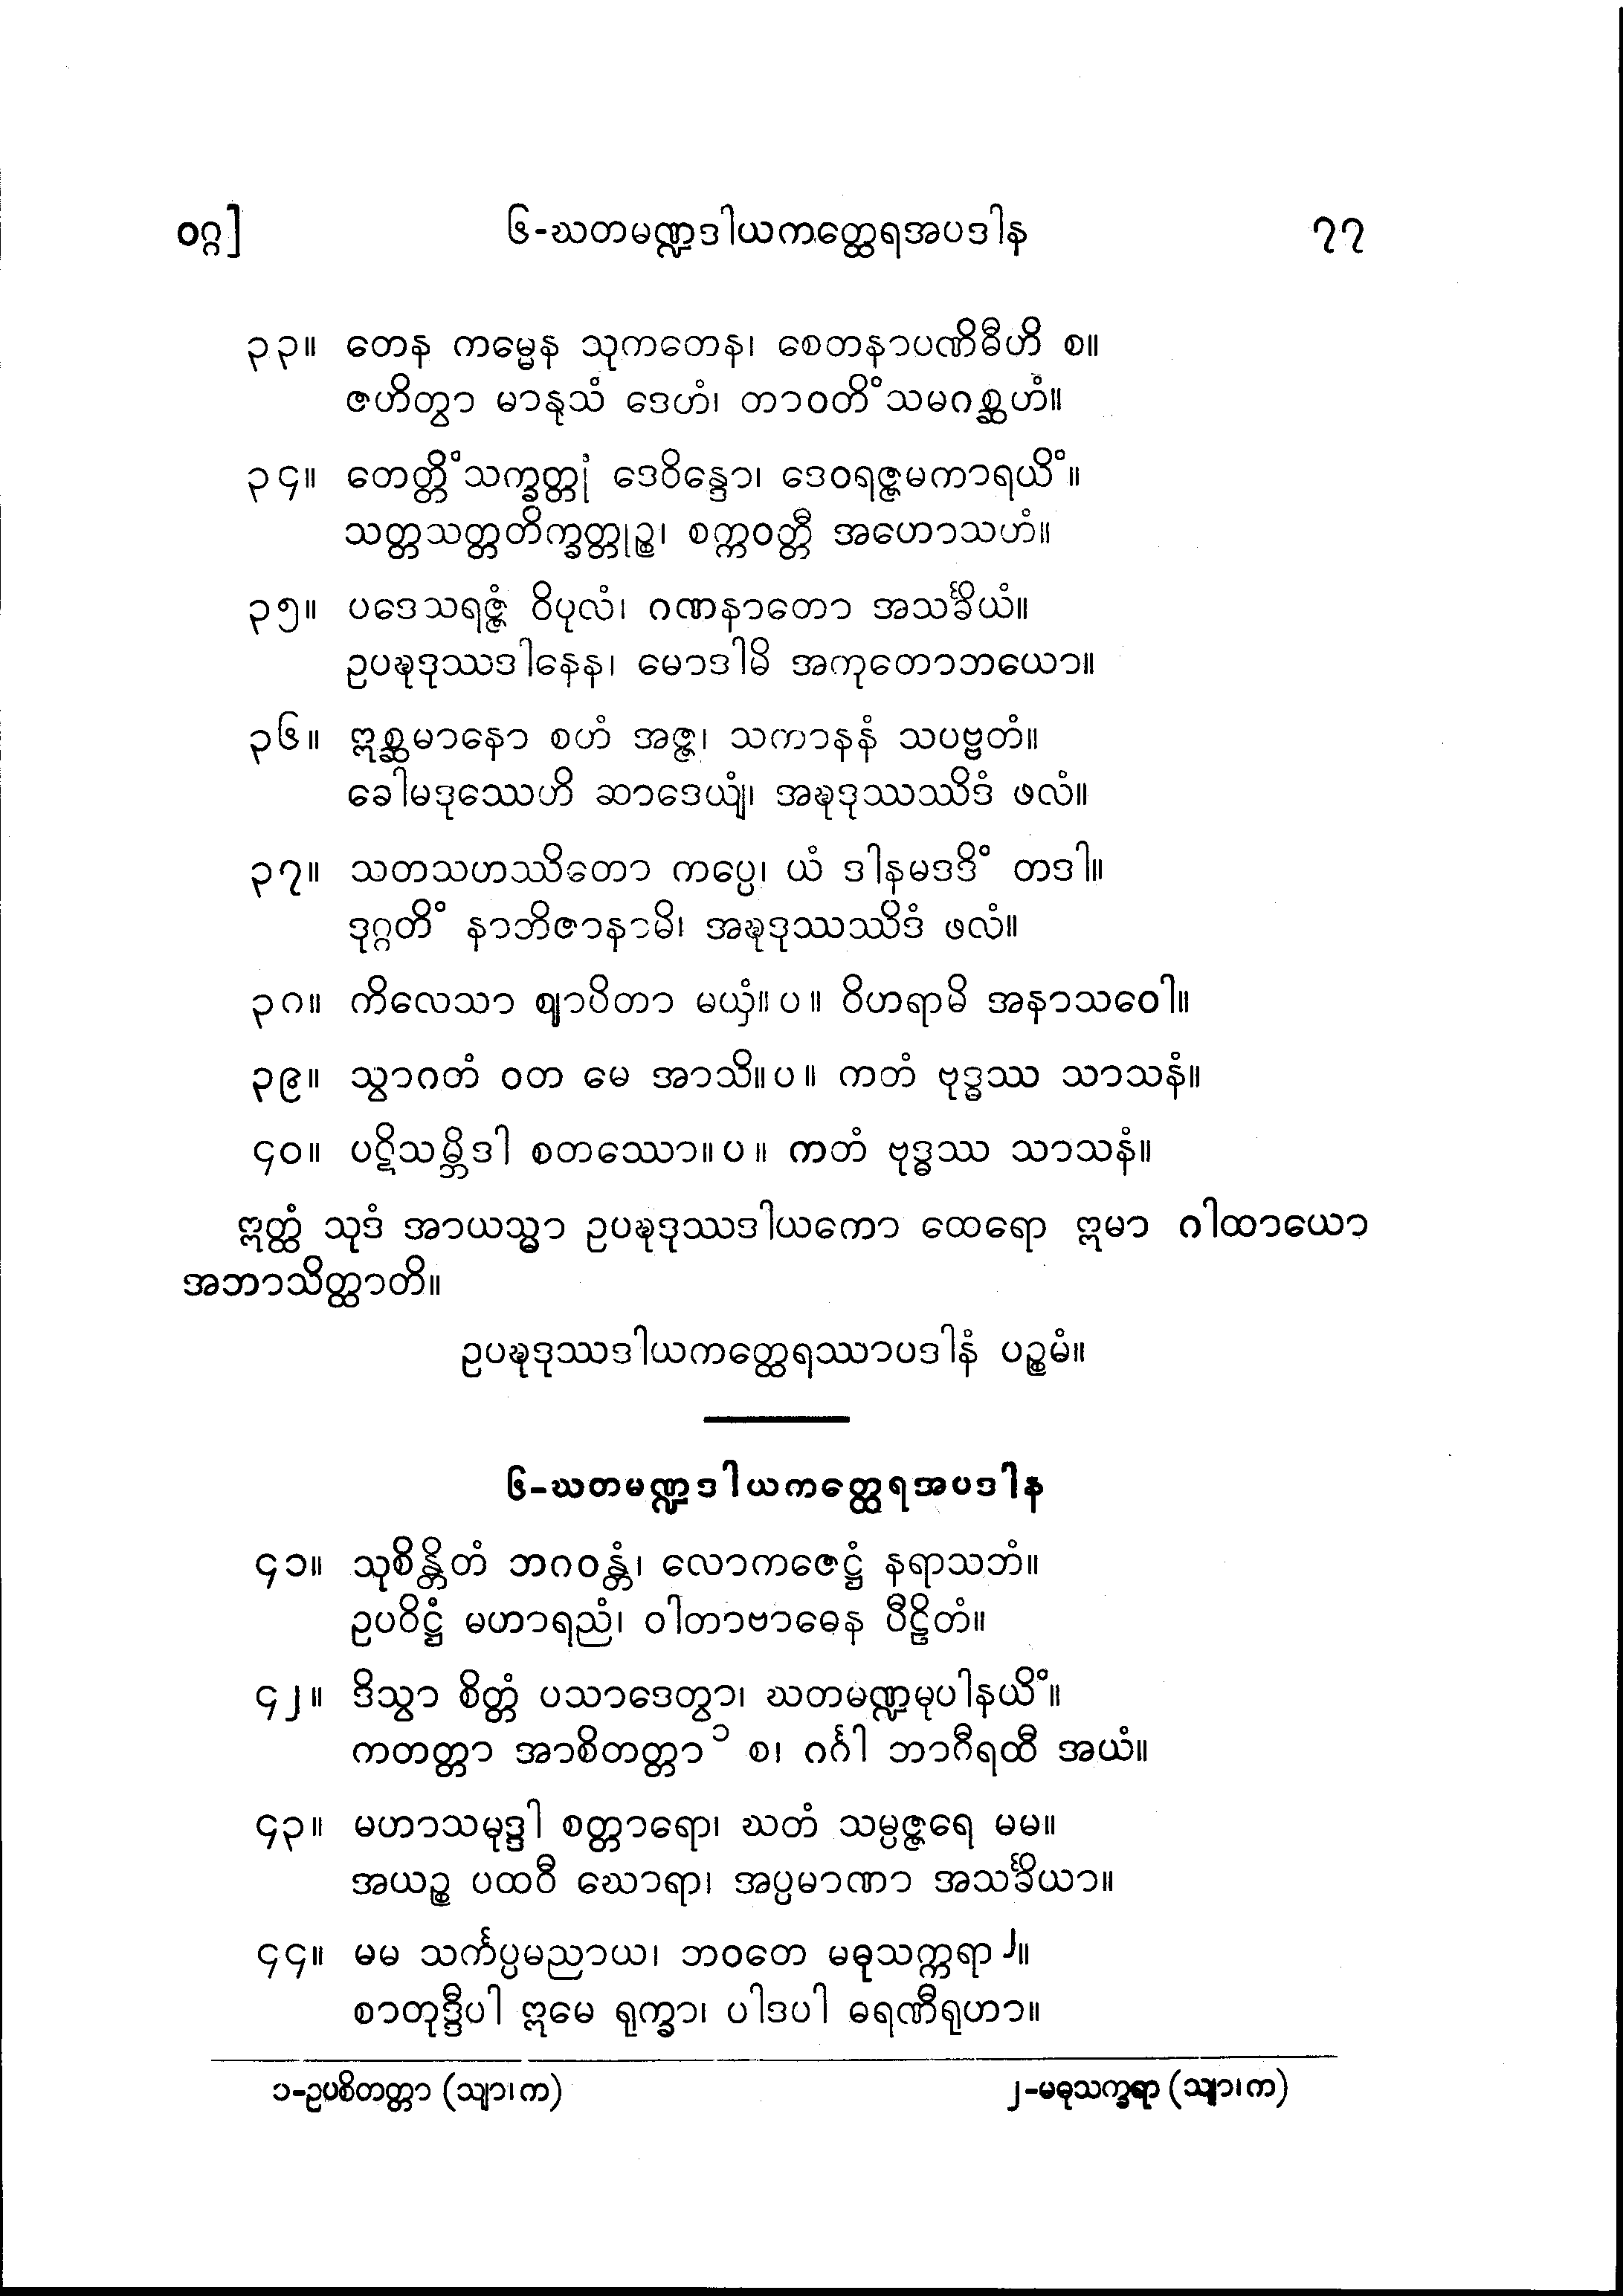 ဝဂ္ဂ] ၆-ဃတမဏ္ဍဒါယကတ္ထေရအပဒါန ၇၇
၃၃။ တေန ကမ္မေန သုကတေန၊ စေတနာပဏိဓီဟိ စ။
ဇဟိတွာ မာနုသံ ဒေဟံ၊ တာဝတိံသမဂစ္ဆဟံ။
၃၄။ တေတ္တိံသက္ခတ္တုံ ဒေဝိန္ဒော၊ ဒေဝရဇ္ဇမကာရယိံ။
သတ္တသတ္တတိက္ခတ္တုဉ္စ၊ စက္ကဝတ္တီ အဟောသဟံ။
၃၅။ ပဒေသရဇ္ဇံ ဝိပုလံ၊ ဂဏနာတော အသင်္ခိယံ။
ဥပဍ္ဎဒုဿဒါနေန၊ မောဒါမိ အကုတောဘယော။
၃၆။ ဣစ္ဆမာနော စဟံ အဇ္ဇ၊ သကာနနံ သပဗ္ဗတံ။
ခေါမဒုဿေဟိ ဆာဒေယျံ၊ အဍ္ဎဒုဿဿိဒံ ဖလံ။
၃၇။ သတသဟဿိတော ကပ္ပေ၊ ယံ ဒါနမဒဒိံ တဒါ။
ဒုဂ္ဂတိံ နာဘိဇာနာမိ၊ အဍ္ဎဒုဿဿိဒံ ဖလံ။
၃၈။ ကိလေသာ ဈာပိတာ မယှံ။ပ။ ဝိဟရာမိ အနာသဝေါ။
၃၉။ သွာဂတံ ဝတ မေ အာသိ။ပ။ ကတံ ဗုဒ္ဓဿ သာသနံ။
၄၀။ ပဋိသမ္ဘိဒါ စတဿော။ပ။ ကတံ ဗုဒ္ဓဿ သာသနံ။
ဣတ္ထံ သုဒံ အာယသ္မာ ဥပဍ္ဎဒုဿဒါယကော ထေရော ဣမာ ဂါထာယော
အဘာသိတ္ထာတိ။
ဥပဍ္ဎဒုဿဒါယကတ္ထေရဿာပဒါနံ ပဉ္စမံ။
၆-ဃတမဏ္ဍဒါယကတ္ထေရအပဒါန
၄၁။ သုစိန္တိတံ ဘဂဝန္တံ၊ လောကဇေဋ္ဌံ နရာသဘံ။
ဥပဝိဋ္ဌံ မဟာရညံ၊ ဝါတာဗာဓေန ပီဠိတံ။
၄၂။ ဒိသွာ စိတ္တံ ပသာဒေတွာ၊ ဃတမဏ္ဍမုပါနယိံ။
ကတတ္တာ အာစိတတ္တာ ၁ စ၊ ဂင်္ဂါ ဘာဂီရထီ အယံ။
၄၃။ မဟာသမုဒ္ဒါ စတ္တာရော၊ ဃတံ သမ္ပဇ္ဇရေ မမ။
အယဉ္စ ပထဝီ ဃောရာ၊ အပ္ပမာဏာ အသင်္ခိယာ။
၄၄။ မမ သင်္ကပ္ပမညာယ၊ ဘဝတေ မဓုသက္ကရာ ၂။
စာတုဒ္ဒီပါ ဣမေ ရုက္ခာ၊ ပါဒပါ ဓရဏီရုဟာ။
၁-ဥပစိတတ္တာ (သျာ၊က) ၂-မဓုသက္ခရာ (သျာ၊က)